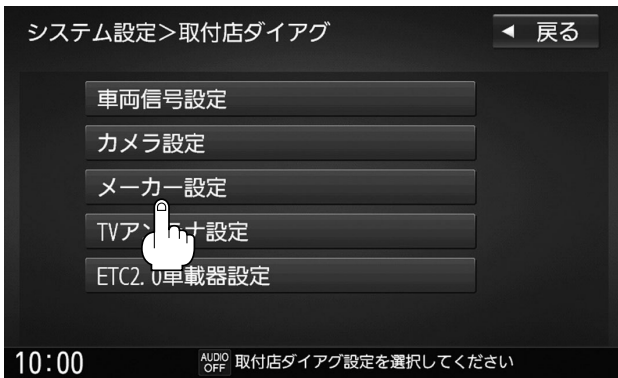 システム設定＞取付店ダイアグ
◀ 戻る
車両信号設定
カメラ設定
メーカー設定
TVアンテナ設定
ETC2.0車載器設定
10:00
AUDIO OFF 取付店ダイアグ設定を選択してください